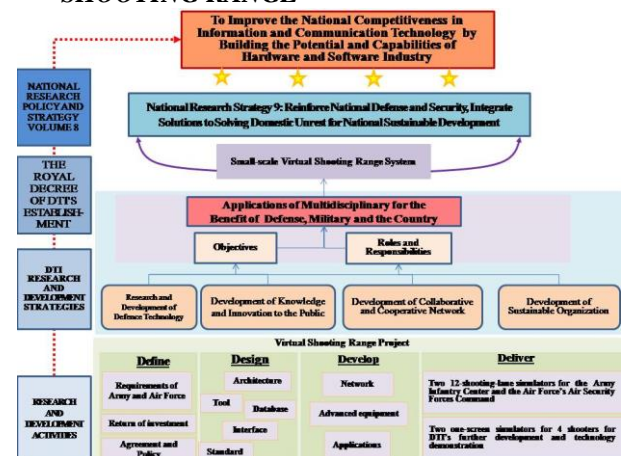 SHOOTING RANGE
To Improve the National Competitiveness in
Information and Communication Technology by
Building the Potential and Capabilities of
Hardware and Software Industry
NATIONAL
RESEARCH
POLICY AND
STRATEGY
VOLUME 8
National Research Strategy 9: Reinforce National Defense and Security, Integrate
Solutions to Solving Domestic Unrest for National Sustainable Development
THE
ROYAL
DECREE
OF DTI'S
ESTABLISH-
MENT
Small-scale Virtual Shooting Range System
Applications of Multidisciplinary for the
Benefit of Defense, Military and the Country
Objectives
Roles and
Responsibilities
DTI
RESEARCH
AND
DEVELOPMENT
STRATEGIES
Research and
Development of
Defence Technology
Development of Knowledge
and Innovation to the Public
Development of Collaborative
and Cooperative Network
Development of
Sustainable Organization
Virtual Shooting Range Project
RESEARCH
AND
DEVELOPMENT
ACTIVITIES
Define
Requirements of
Army and Air Force
Return of investment
Agreement and
Policy
Design
Architecture
Tool
Database
Interface
Standard
Develop
Network
Advanced equipment
Applications
Deliver
Two 12-shooting-lane simulators for the Army
Infantry Center and the Air Force's Air Security
Forces Command
Two one-screen simulators for 4 shooters for
DTI's further development and technology
demonstration